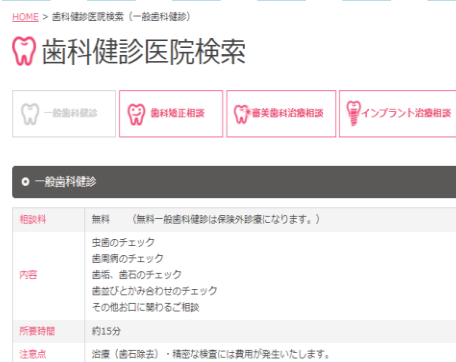 HOME > 歯科健診医院検索（一般歯科健診）
歯科健診医院検索
一般歯科健診
歯科矯正相談
審美歯科治療相談
インプラント治療相談
一般歯科健診
相談料 無料 （無料一般歯科健診は保険外診療になります。）
内容
虫歯のチェック
歯周病のチェック
歯垢、歯石のチェック
歯並びとかみ合わせのチェック
その他お口に関わるご相談
所要時間 約15分
注意点 治療（歯石除去）・精密な検査には費用が発生いたします。